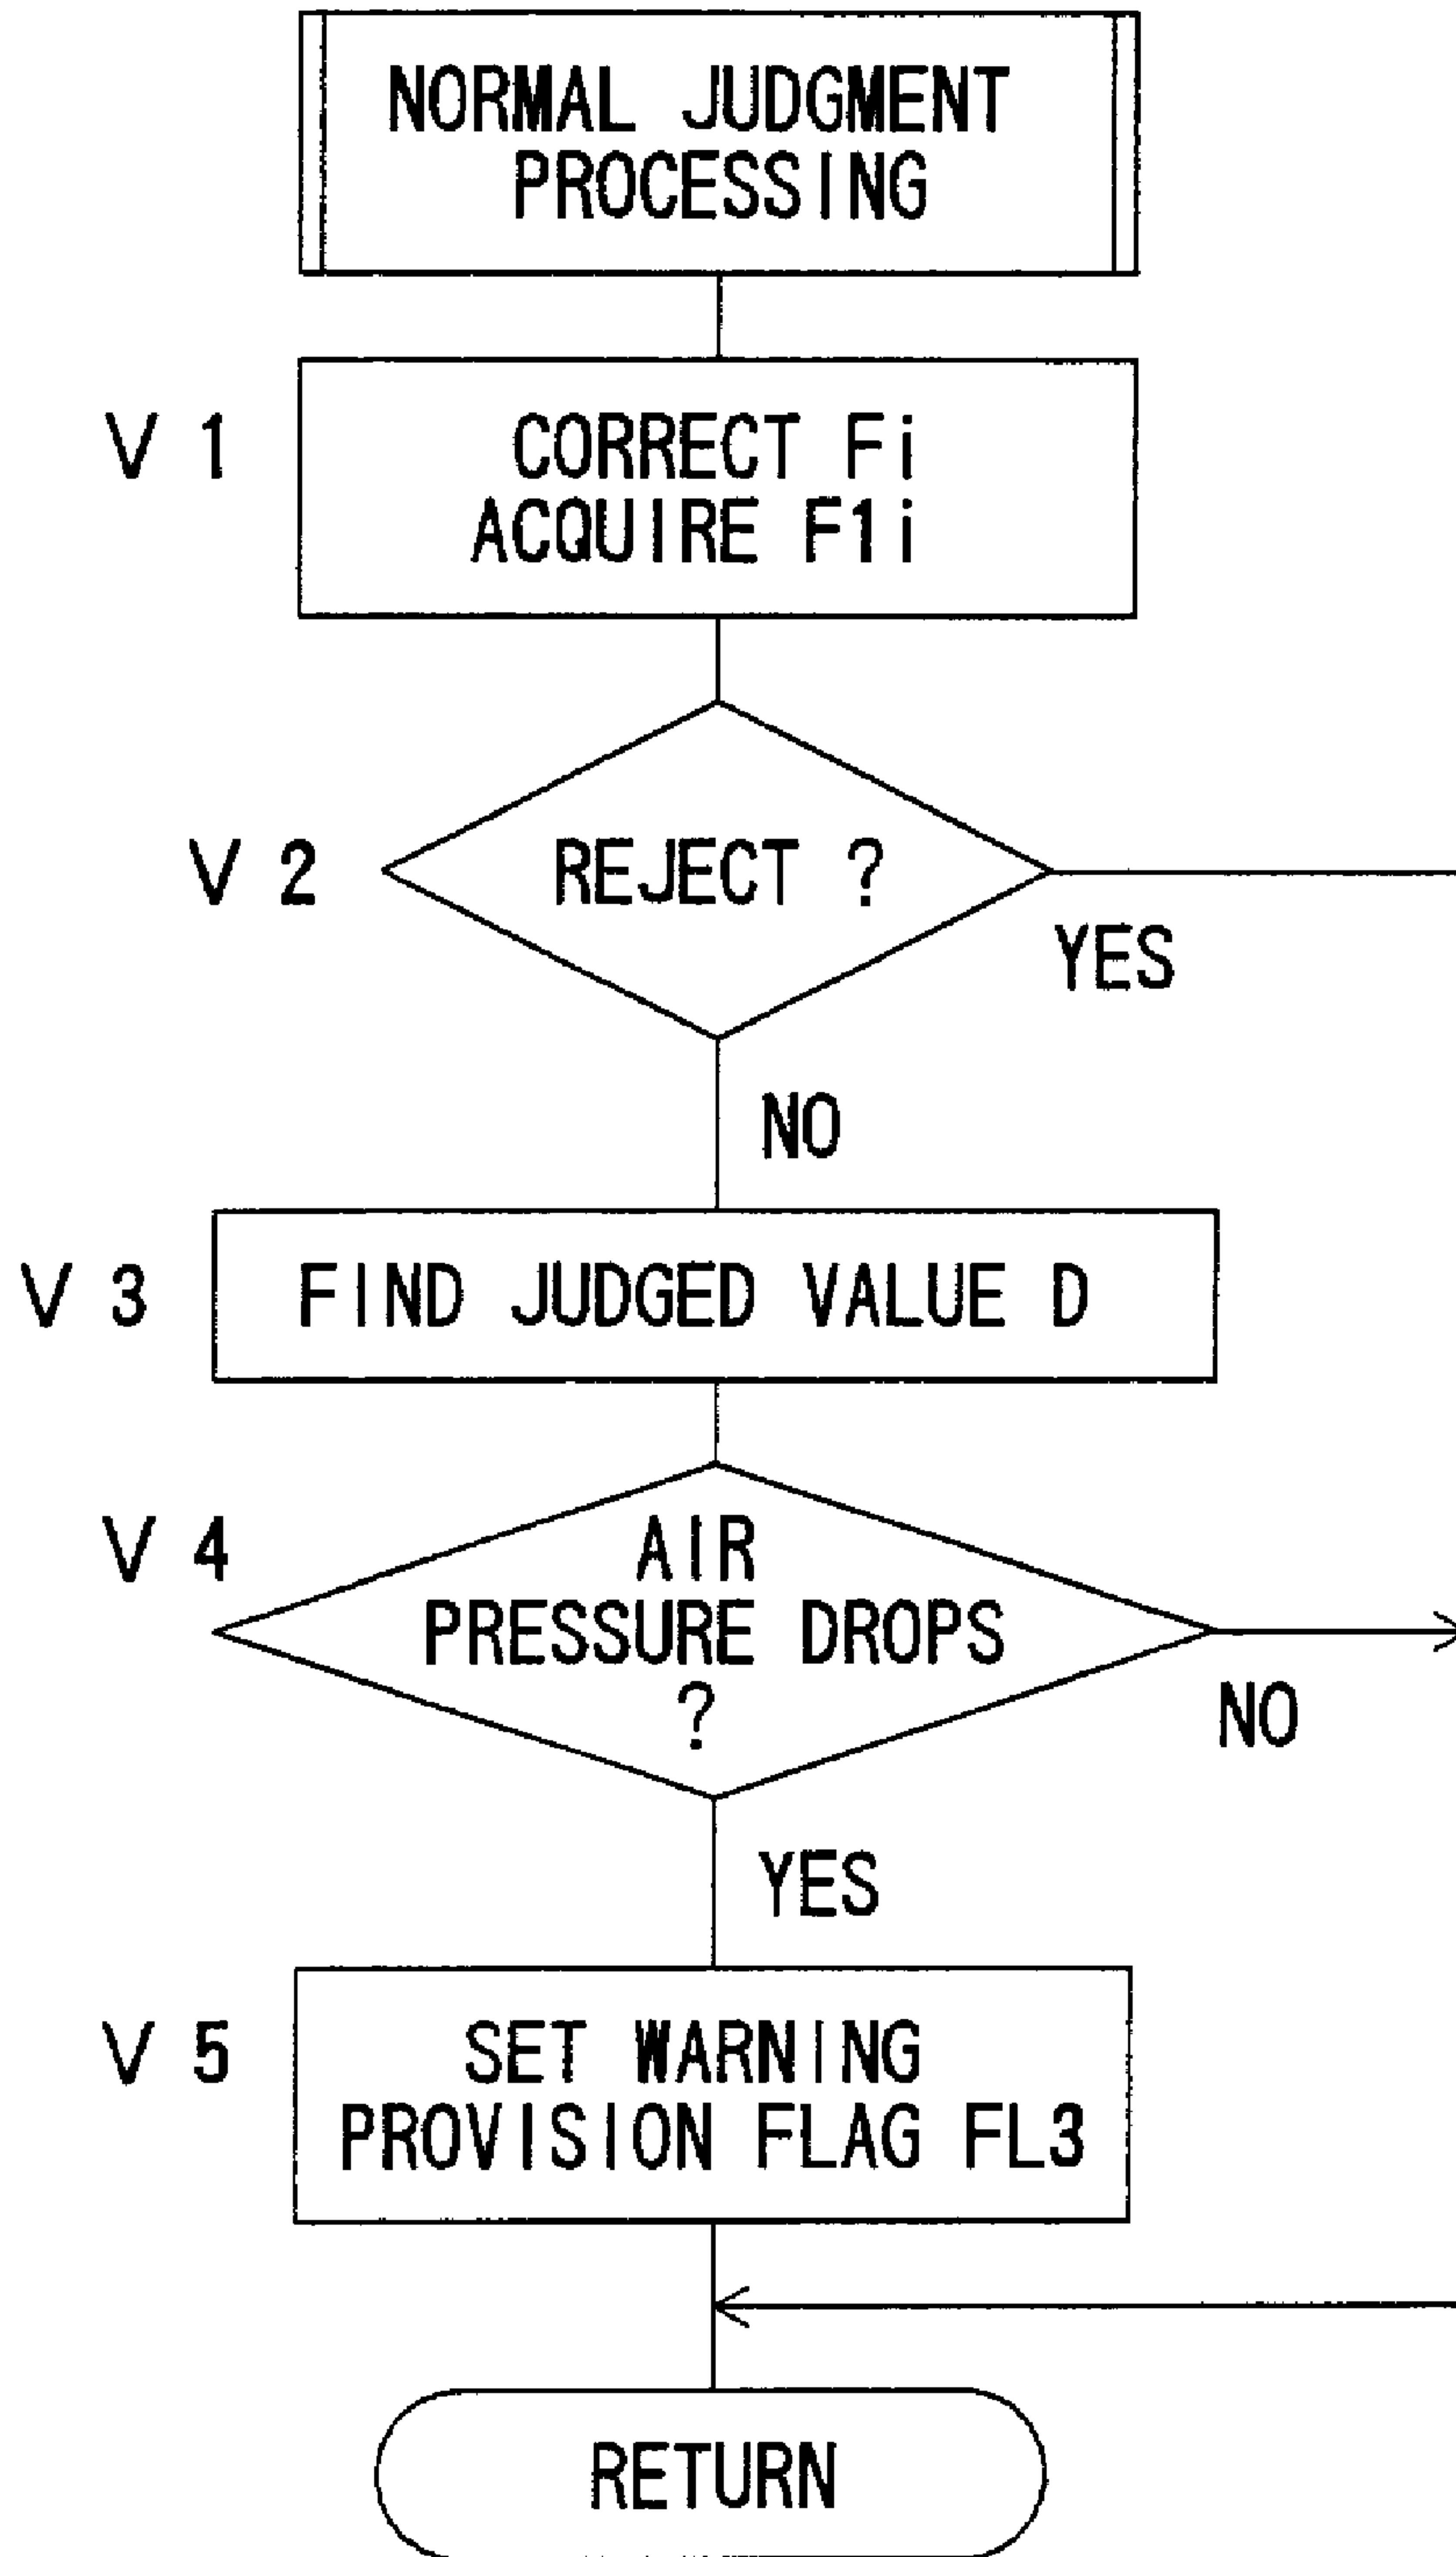 NORMAL JUDGMENT
PROCESSING
V 1
CORRECT Fi
ACQUIRE F1i
V 2
REJECT ?
YES
NO
V 3
FIND JUDGED VALUE D
V 4
AIR
PRESSURE DROPS
?
NO
YES
V 5
SET WARNING
PROVISION FLAG FL3
RETURN